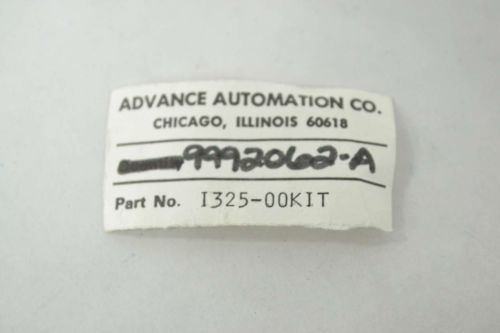 ADVANCE AUTOMATION CO.
CHICAGO, ILLINOIS 60618
9992062-A
Part No. I325-00KIT